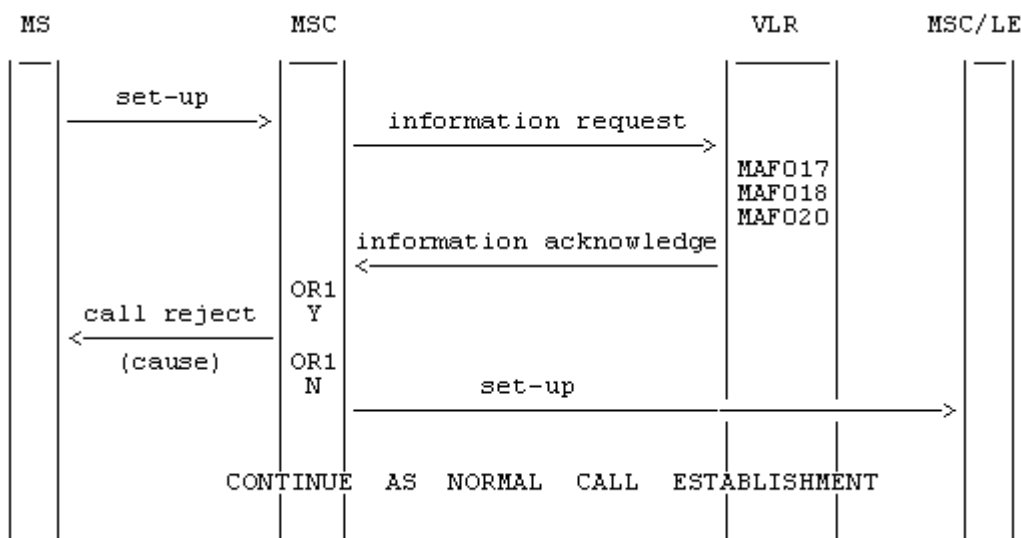 MS MSC VLR MSC/LE
set-up
information request
MAF017
MAF018
MAF020
information acknowledge
OR1
call reject Y
(cause) OR1
N set-up
CONTINUE AS NORMAL CALL ESTABLISHMENT